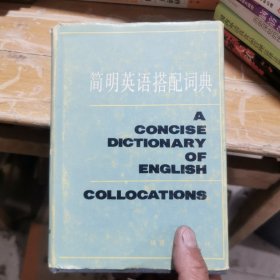 简明英语搭配词典
A
CONCISE
DICTIONARY
OF
ENGLISH
COLLOCATIONS